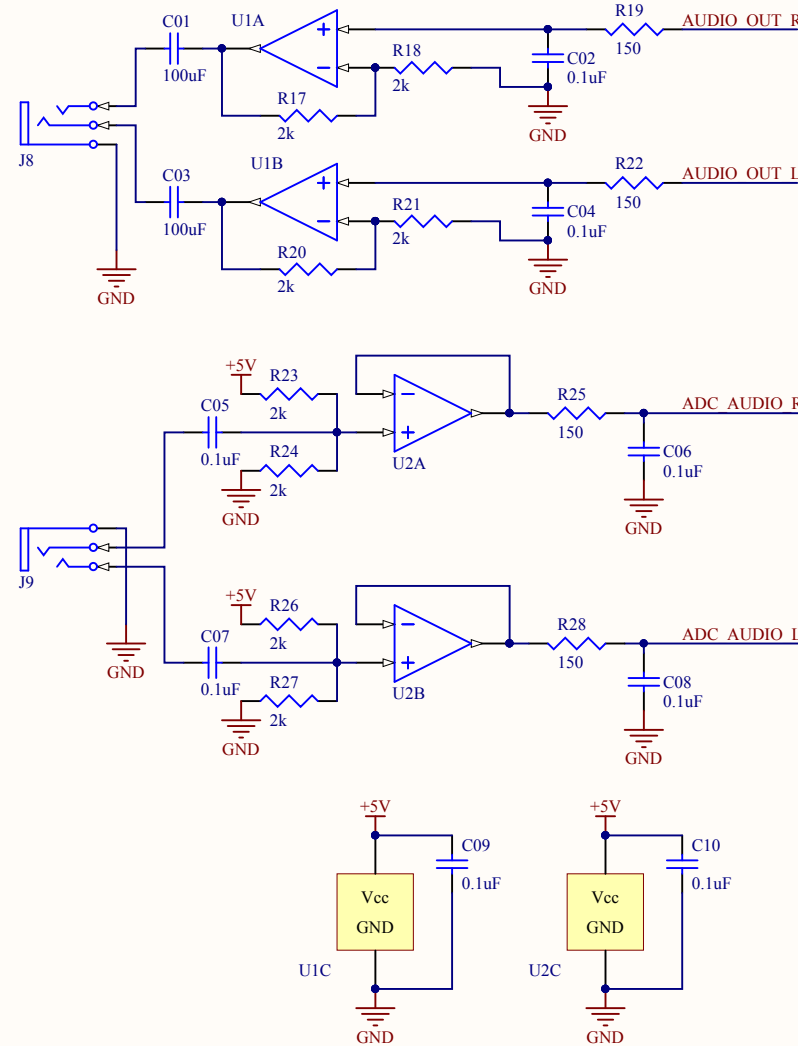 C01
U1A
R19
AUDIO_OUT_R
150
R18
C02
0.1uF
100uF
2k
R17
2k
GND
J8
U1B
C03
R22
AUDIO_OUT_L
150
R21
C04
0.1uF
100uF
2k
R20
2k
GND
GND
+5V
R23
2k
C05
0.1uF
R24
2k
GND
U2A
R25
150
ADC_AUDIO_R
C06
0.1uF
GND
J9
GND
+5V
R26
2k
C07
0.1uF
R27
2k
GND
U2B
R28
150
ADC_AUDIO_L
C08
0.1uF
GND
+5V
C09
0.1uF
Vcc
GND
U1C
GND
+5V
C10
0.1uF
Vcc
GND
U2C
GND